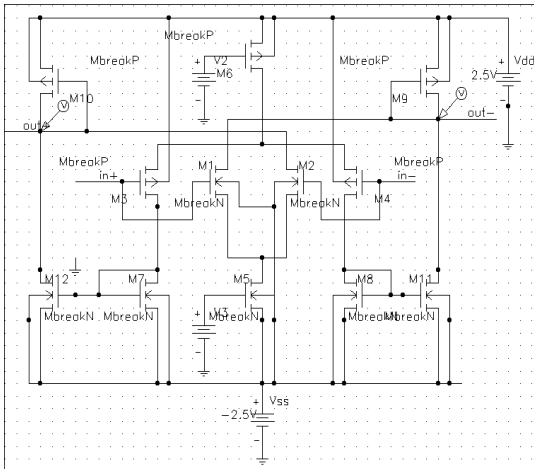 MbreakP
MbreakP
MbreakP
+
V2
+
Vdd
M6
2.5V
M10
M9
-
-
V
V
out+
out-
MbreakP
M1
M2
MbreakP
in+
in-
M3
MbreakN
MbreakN
M4
M12
M7
M5
M8
M11
+
MbreakN
MbreakN
V3
MbreakN
MbreakN
MbreakN
-
+
Vss
-2.5V
-